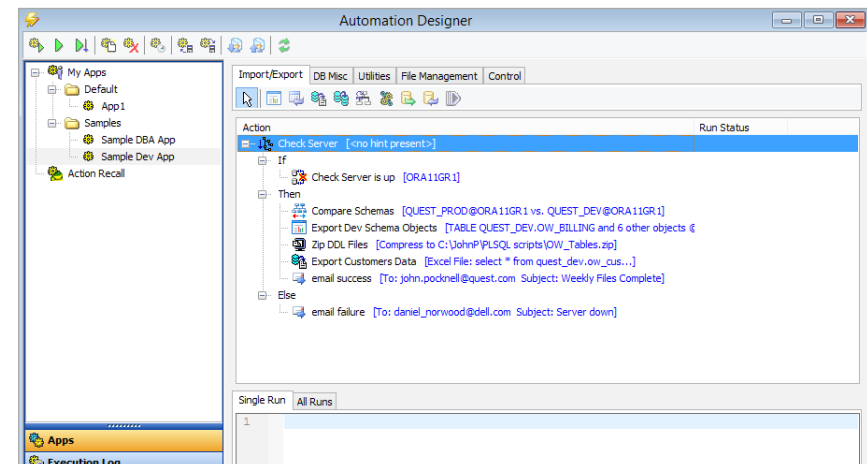 Automation Designer
My Apps
Default
App1
Samples
Sample DBA App
Sample Dev App
Action Recall
Import/Export DB Misc Utilities File Management Control
Action Run Status
Check Server [<no hint present>]
If
Check Server is up [ORA11GR1]
Then
Compare Schemas [QUEST_PROD@ORA11GR1 vs. QUEST_DEV@ORA11GR1]
Export Dev Schema Objects [TABLE QUEST_DEV.OW_BILLING and 6 other objects @
Zip DDL Files [Compress to C:\JohnP\PLSQL scripts\OW_Tables.zip]
Export Customers Data [Excel File: select * from quest_dev.ow_cus...]
email success [To: john.pocknell@quest.com Subject: Weekly Files Complete]
Else
email failure [To: daniel_norwood@dell.com Subject: Server down]
Single Run All Runs
1
Apps
Execution Log